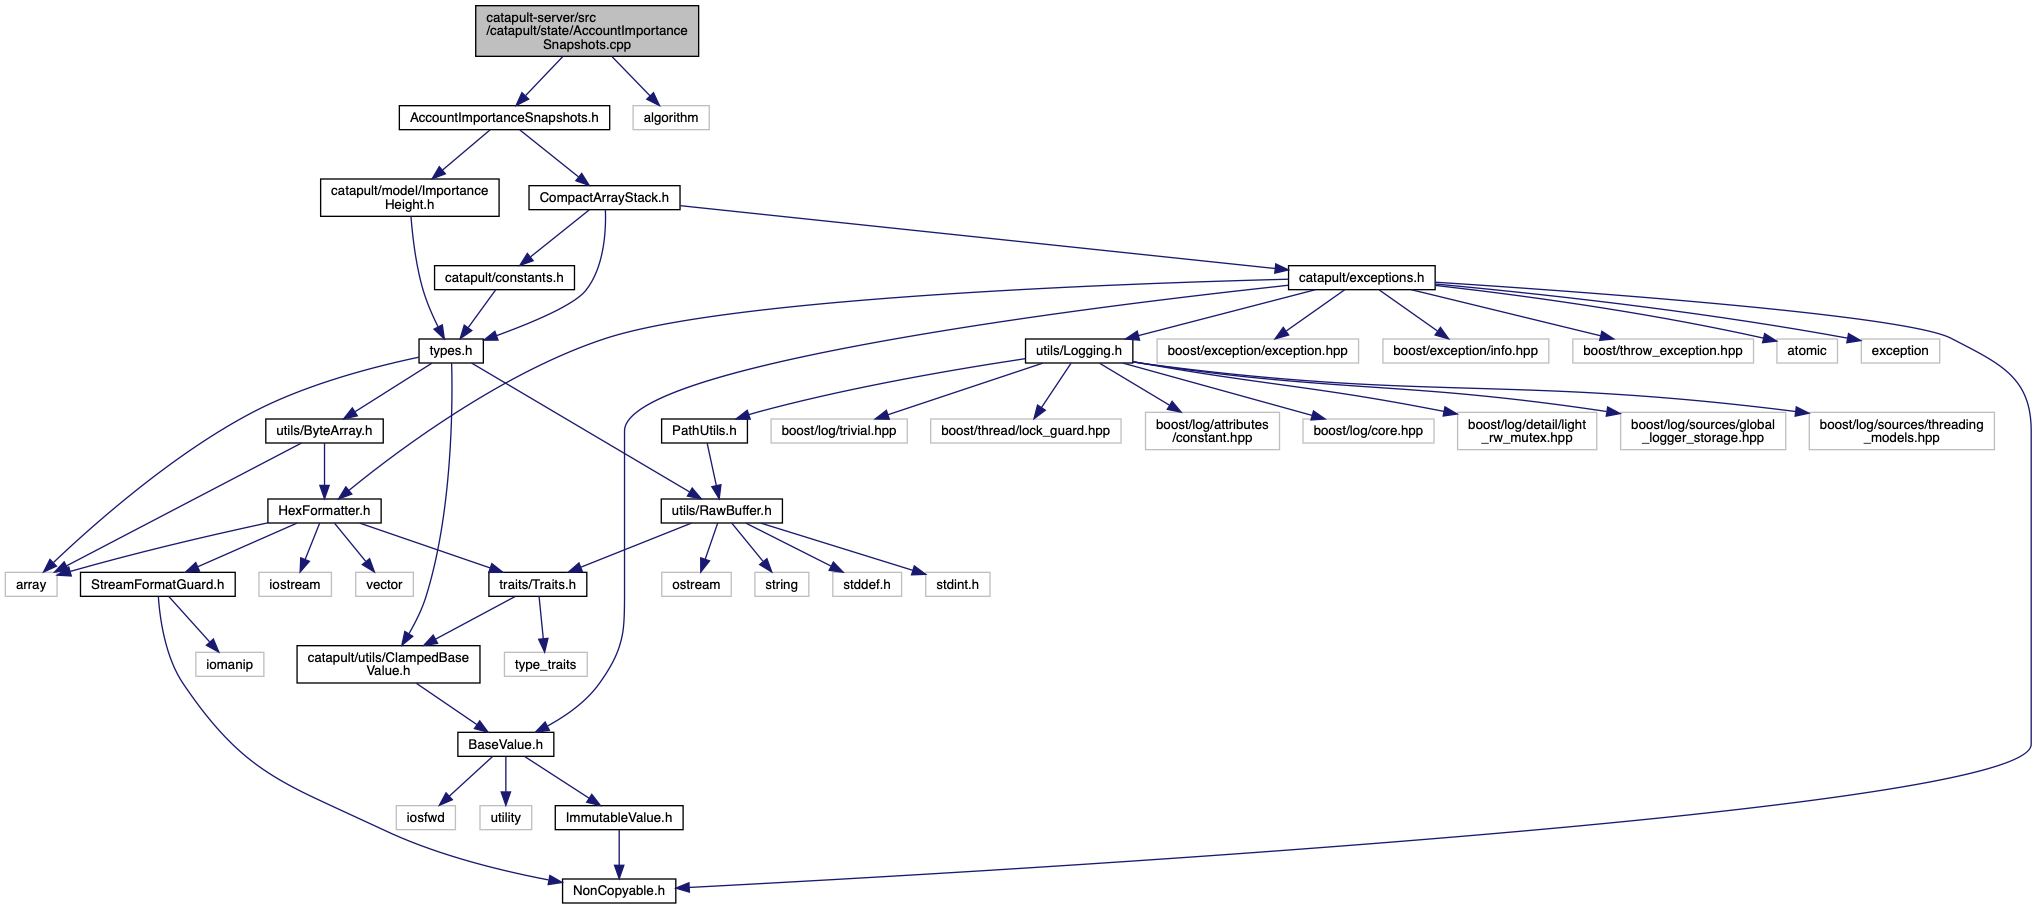 catapult-server/src
/catapult/state/AccountImportance
Snapshots.cpp
AccountImportanceSnapshots.h
algorithm
catapult/model/Importance
Height.h
CompactArrayStack.h
catapult/constants.h
catapult/exceptions.h
types.h
utils/Logging.h
boost/exception/exception.hpp
boost/exception/info.hpp
boost/throw_exception.hpp
atomic
exception
utils/ByteArray.h
PathUtils.h
boost/log/trivial.hpp
boost/thread/lock_guard.hpp
boost/log/attributes
/constant.hpp
boost/log/core.hpp
boost/log/detail/light
_rw_mutex.hpp
boost/log/sources/global
_logger_storage.hpp
boost/log/sources/threading
_models.hpp
HexFormatter.h
utils/RawBuffer.h
array
StreamFormatGuard.h
iostream
vector
traits/Traits.h
ostream
string
stddef.h
stdint.h
iomanip
catapult/utils/ClampedBase
Value.h
type_traits
BaseValue.h
iosfwd
utility
ImmutableValue.h
NonCopyable.h